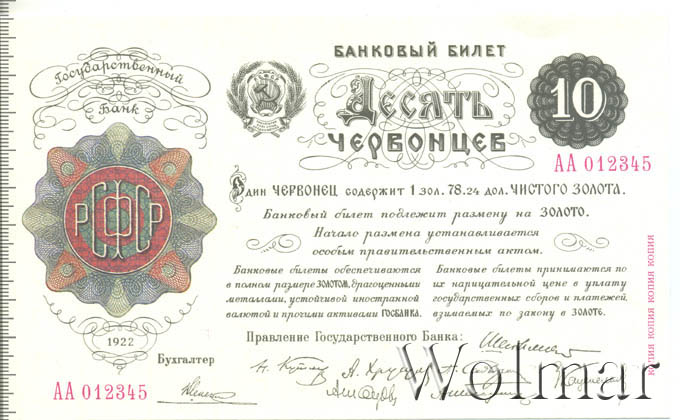 Государственный
Банк
РСФСР
1922
Бухгалтер
АА 012345
БАНКОВЫЙ БИЛЕТ
Десять
ЧЕРВОНЦЕВ
10
АА 012345
Один ЧЕРВОНЕЦ содержит 1 зол. 78.24 дол. ЧИСТОГО ЗОЛОТА.
Банковый билет подлежит размену на ЗОЛОТО.
Начало размена устанавливается
особым правительственным актом.
Банковые билеты обеспечиваются
в полном размере ЗОЛОТОМ, драгоценными
металлами, устойчивой иностранной
валютой и прочими активами ГОСБАНКА.
Банковые билеты принимаются по
их нарицательной цене в уплату
государственных сборов и платежей,
взимаемых по закону в ЗОЛОТЕ.
Правление Государственного Банка:
КОПИЯ КОПИЯ КОПИЯ КОПИЯ
Wolmar